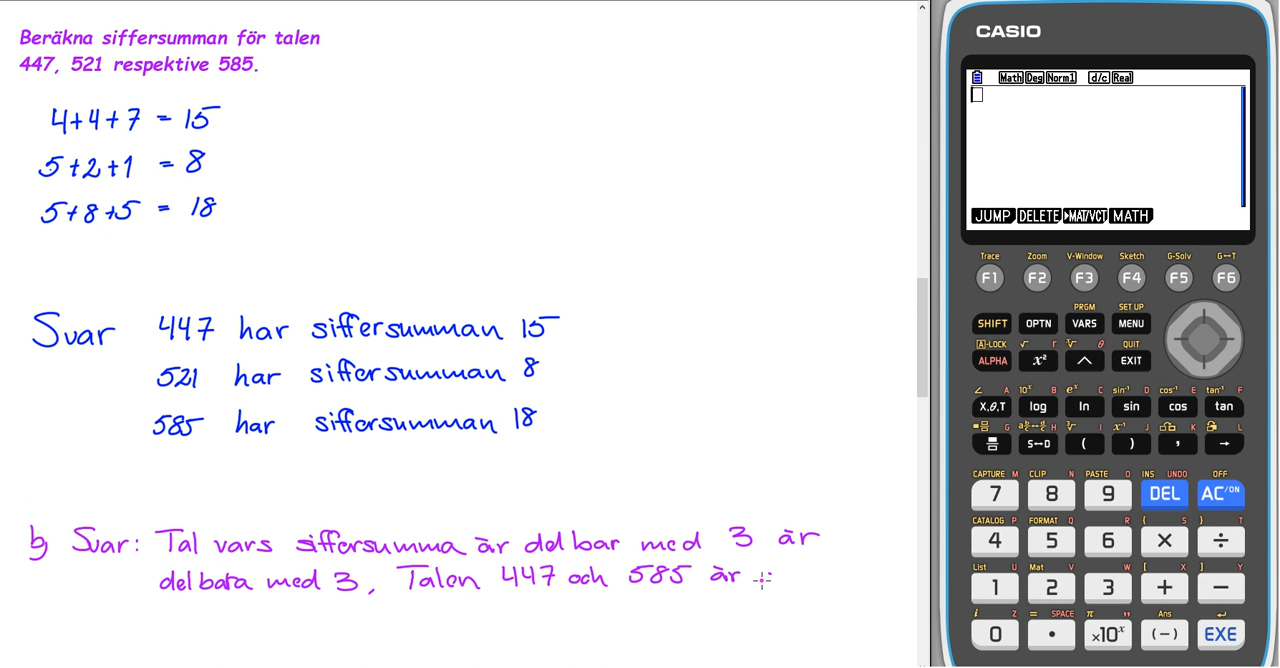 Beräkna siffersumman för talen
447, 521 respektive 585.
4+4+7 = 15
5+2+1 = 8
5+8+5 = 18
Svar 447 har siffersumman 15
521 har siffersumman 8
585 har siffersumman 18
b) Svar: Tal vars siffersumma är delbar med 3 är
delbara med 3, Talen 447 och 585 är
CASIO
Math Deg Norm1 d/c Real
JUMP DELETE ►MAT/VCT MATH
Trace Zoom V-Window Sketch G-Solv G↔T
F1 F2 F3 F4 F5 F6
PRGM SET UP
SHIFT OPTN VARS MENU
A-LOCK √ r ∛ θ QUIT
ALPHA x² ^ EXIT
∠ A 10ˣ B eˣ C sin⁻¹ D cos⁻¹ E tan⁻¹ F
X,θ,T log ln sin cos tan
G H ∛ I x⁻¹ J K L
S↔D ( ) , →
CAPTURE M CLIP N PASTE O INS UNDO OFF
7 8 9 DEL AC/ON
CATALOG P FORMAT Q R { S } T
4 5 6 × ÷
List U Mat V W [ X ] Y
1 2 3 + −
i Z = SPACE π " Ans ↵
0 • ×10ˣ (−) EXE